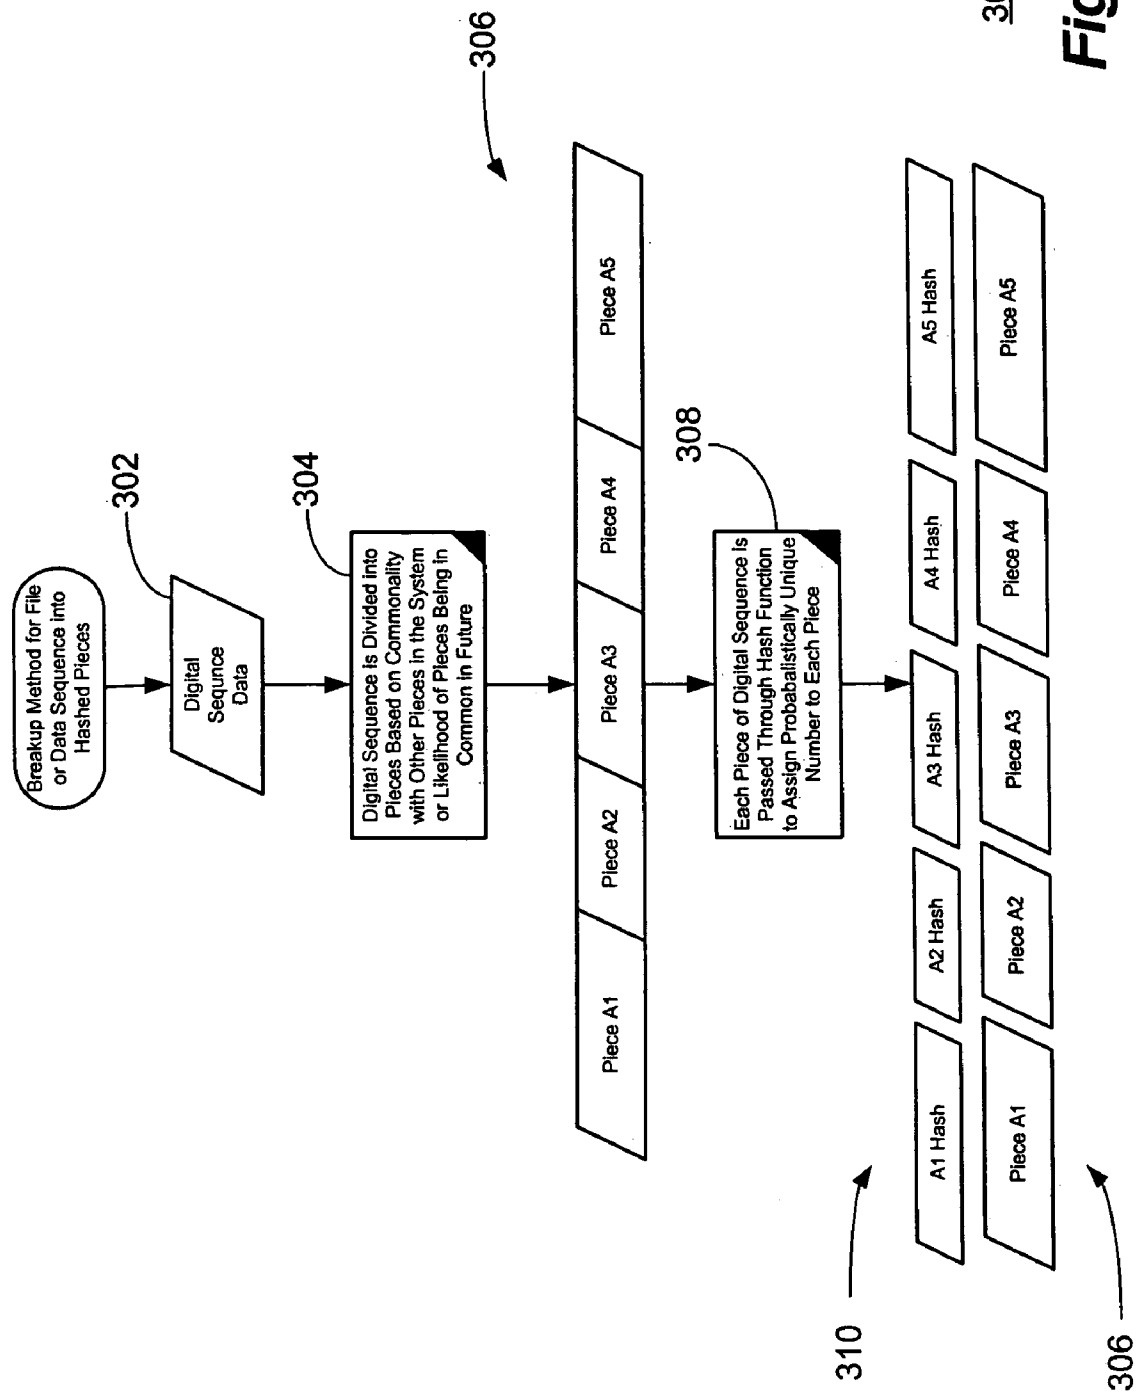 Breakup Method for File
or Data Sequence into
Hashed Pieces
302
Digital
Sequnce
Data
304
Digital Sequence is Divided into
Pieces Based on Commonality
with Other Pieces in the System
or Likelihood of Pieces Being in
Common in Future
306
Piece A1
Piece A2
Piece A3
Piece A4
Piece A5
308
Each Piece of Digital Sequence is
Passed Through Hash Function
to Assign Probabalistically Unique
Number to Each Piece
310
A1 Hash
A2 Hash
A3 Hash
A4 Hash
A5 Hash
Piece A1
Piece A2
Piece A3
Piece A4
Piece A5
306
Fig